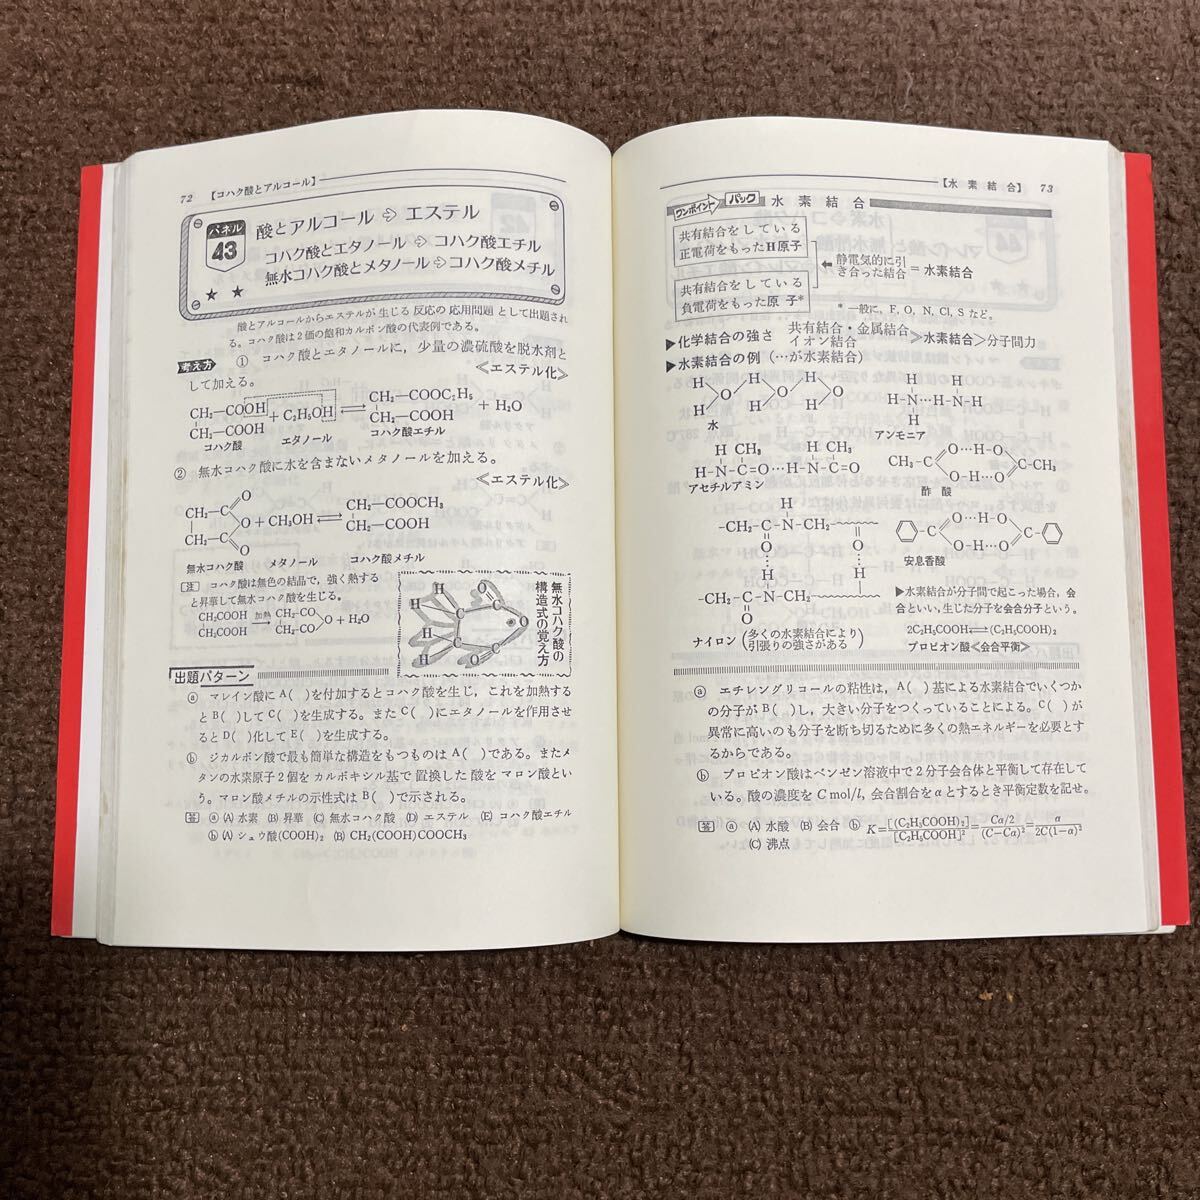 72 【コハク酸とアルコール】
パネル 43
酸とアルコール ⇨ エステル
コハク酸とエタノール ⇨ コハク酸エチル
無水コハク酸とメタノール ⇨ コハク酸メチル
★ ★
酸とアルコールからエステルが生じる反応の応用問題として出題され
る。コハク酸は2価の飽和カルボン酸の代表例である。
考え方 ① コハク酸とエタノールに，少量の濃硫酸を脱水剤と
して加える。 ≪エステル化≫
CH₂—COOH CH₂—COOC₂H₅
+ C₂H₅OH ⇄ + H₂O
CH₂—COOH CH₂—COOH
コハク酸 エタノール コハク酸エチル
② 無水コハク酸に水を含まないメタノールを加える。
≪エステル化≫
O
CH₂—C CH₂—COOCH₃
O + CH₃OH ⇄
CH₂—C CH₂—COOH
O
無水コハク酸 メタノール コハク酸メチル
[注] コハク酸は無色の結晶で，強く熱する
と昇華して無水コハク酸を生じる。
CH₂COOH 加熱 CH₂—CO
→ O + H₂O
CH₂COOH CH₂—CO
無水コハク酸の
構造式の覚え方
H H H H C C C C O O O
出題パターン
ⓐ マレイン酸に A( )を付加するとコハク酸を生じ，これを加熱する
と B( )して C( )を生成する。また C( )にエタノールを作用させ
ると D( )化して E( )を生成する。
ⓑ ジカルボン酸で最も簡単な構造をもつものは A( )である。またメ
タンの水素原子2個をカルボキシル基で置換した酸をマロン酸とい
う。マロン酸メチルの示性式は B( )で示される。
[答] ⓐ (A) 水素 (B) 昇華 (C) 無水コハク酸 (D) エステル (E) コハク酸エチル
ⓑ (A) シュウ酸(COOH)₂ (B) CH₂(COOH)COOCH₃
【水素結合】 73
ワンポイント パック 水素結合
共有結合をしている
正電荷をもったH原子
共有結合をしている
負電荷をもった原子*
← 静電気的に引
き合った結合 = 水素結合
* 一般に，F, O, N, Cl, S など。
▶化学結合の強さ 共有結合・金属結合
イオン結合 >水素結合>分子間力
▶水素結合の例 (…が水素結合)
H H H H H H
O O O H—N…H—N—H
H H H H
水 アンモニア
H CH₃ H CH₃
H—N—C=O…H—N—C=O
アセチルアミン
O…H—O
CH₃—C C—CH₃
O—H…O
酢酸
H
—CH₂—C—N—CH₂— —C—
O O
H H
—CH₂—C—N—CH₂— —N—
O
ナイロン (多くの水素結合により
引張りの強さがある)
O…H—O
C C
O—H…O
安息香酸
▶水素結合が分子間で起こった場合，会
合といい，生じた分子を会合分子という。
2C₂H₅COOH⇄(C₂H₅COOH)₂
プロピオン酸 <会合平衡>
ⓐ エチレングリコールの粘性は，A( )基による水素結合でいくつか
の分子が B( )し，大きい分子をつくっていることによる。C( )が
異常に高いのも分子を断ち切るために多くの熱エネルギーを必要とす
るからである。
ⓑ プロピオン酸はベンゼン溶液中で2分子会合体と平衡して存在して
いる。酸の濃度を C mol/l，会合割合を α とするとき平衡定数を記せ。
[答] ⓐ (A) 水酸 (B) 会合 ⓑ K=[(C₂H₅COOH)₂]/[C₂H₅COOH]²=(Cα/2)/(C−Cα)²=α/2C(1−α)²
(C) 沸点